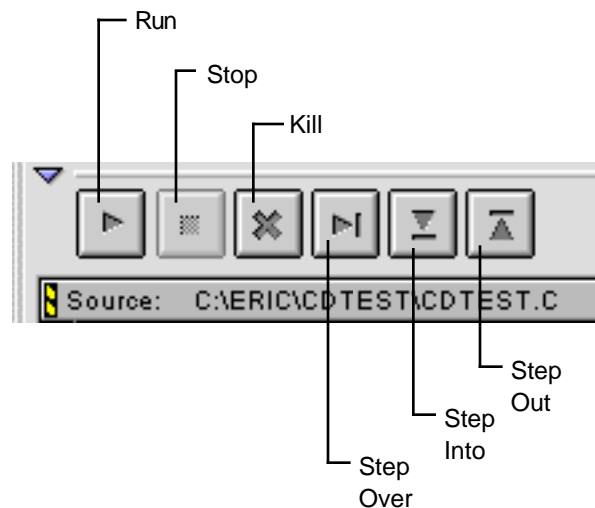 Run
Stop
Kill
Source: C:\ERIC\CDTEST\CDTEST.C
Step
Out
Step
Into
Step
Over